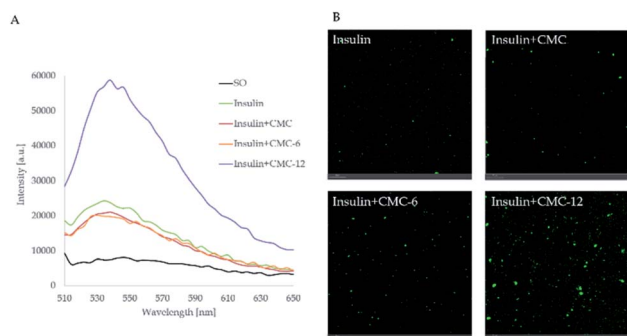 A
60000
50000
40000
30000
20000
10000
0
Intensity [a.u.]
510 530 550 570 590 610 630 650
Wavelength [nm]
SO
Insulin
Insulin+CMC
Insulin+CMC-6
Insulin+CMC-12
B
Insulin
Insulin+CMC
Insulin+CMC-6
Insulin+CMC-12